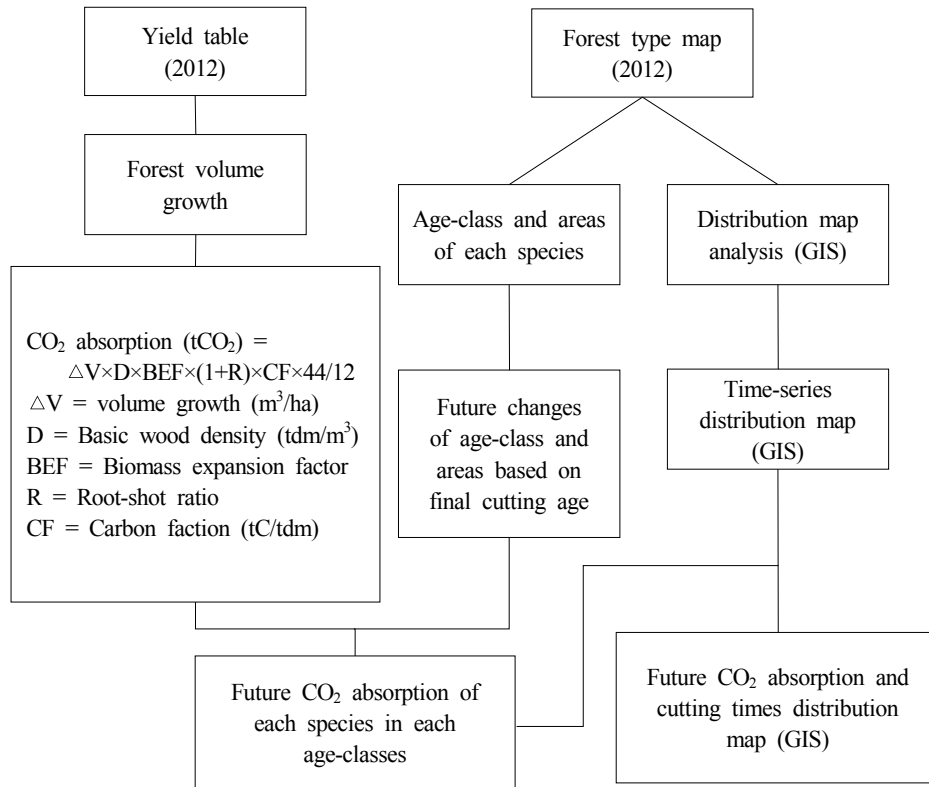 Yield table
(2012)
Forest type map
(2012)
Forest volume
growth
Age-class and areas
of each species
Distribution map
analysis (GIS)
CO₂ absorption (tCO₂) =
△V×D×BEF×(1+R)×CF×44/12
△V = volume growth (m³/ha)
D = Basic wood density (tdm/m³)
BEF = Biomass expansion factor
R = Root-shot ratio
CF = Carbon faction (tC/tdm)
Future changes
of age-class and
areas based on
final cutting age
Time-series
distribution map
(GIS)
Future CO₂ absorption of
each species in each
age-classes
Future CO₂ absorption and
cutting times distribution
map (GIS)